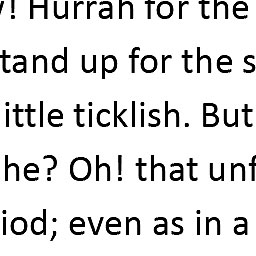 ! Hurrah for the
tand up for the s
ittle ticklish. But
he? Oh! that unf
iod; even as in a